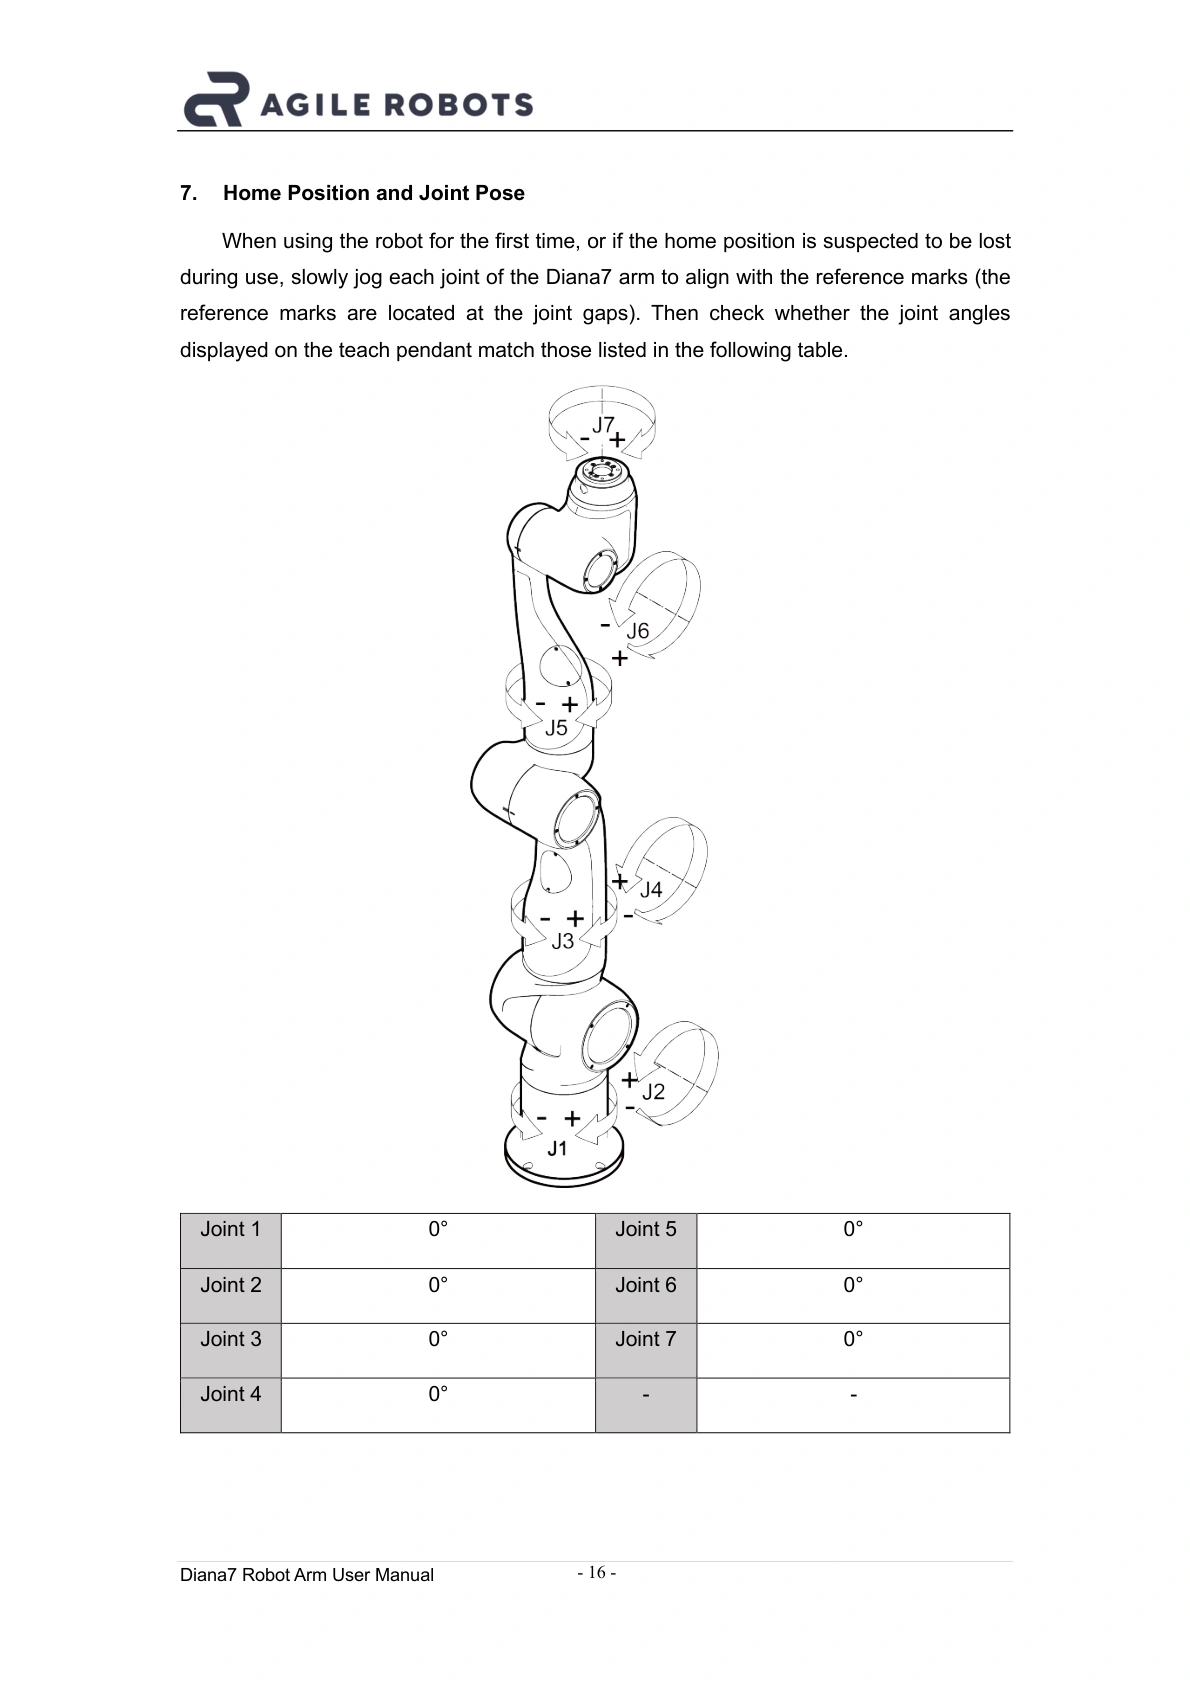 AGILE ROBOTS
7. Home Position and Joint Pose
When using the robot for the first time, or if the home position is suspected to be lost
during use, slowly jog each joint of the Diana7 arm to align with the reference marks (the
reference marks are located at the joint gaps). Then check whether the joint angles
displayed on the teach pendant match those listed in the following table.
J7
- +
-
J6
+
- +
J5
+
J4
-
- +
J3
+
J2
-
- +
J1
Joint 1 0° Joint 5 0°
Joint 2 0° Joint 6 0°
Joint 3 0° Joint 7 0°
Joint 4 0° - -
Diana7 Robot Arm User Manual - 16 -